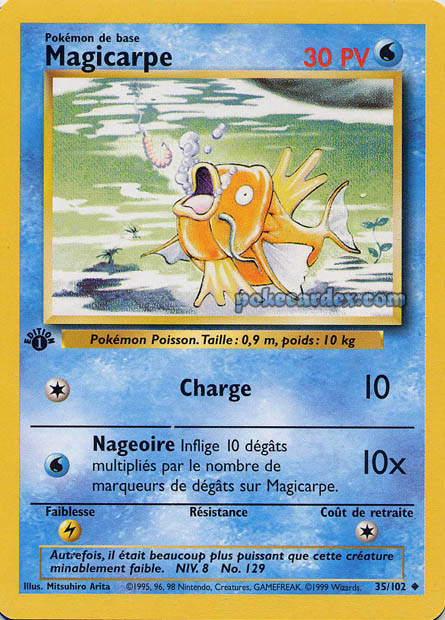 Pokémon de base
Magicarpe 30 PV
pokecardex.com
EDITION 1
Pokémon Poisson. Taille : 0,9 m, poids : 10 kg
Charge 10
Nageoire Inflige 10 dégâts
multipliés par le nombre de
marqueurs de dégâts sur Magicarpe.
10x
Faiblesse Résistance Coût de retraite
Autrefois, il était beaucoup plus puissant que cette créature
minablement faible. NIV. 8 No. 129
Illus. Mitsuhiro Arita ©1995, 96, 98 Nintendo, Creatures, GAMEFREAK. ©1999 Wizards. 35/102